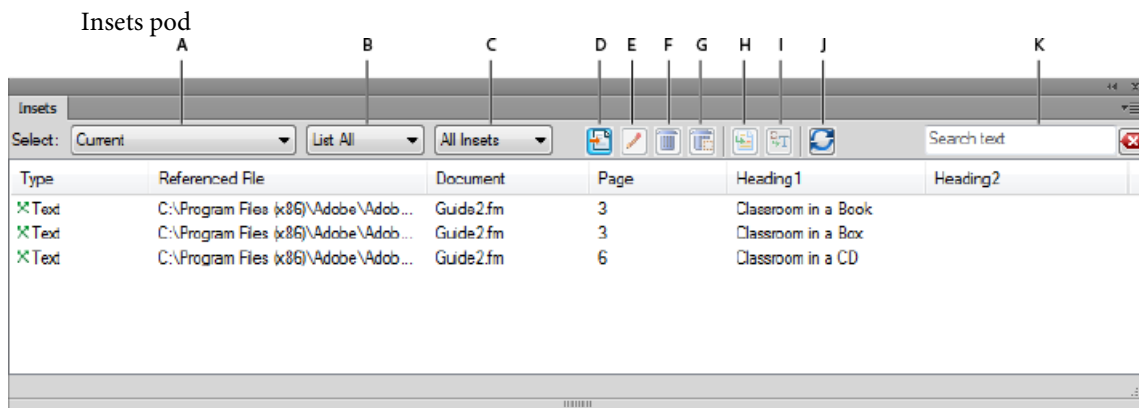 Insets pod
A B C D E F G H I J K
Insets
Select: Current List All All Insets Search text
Type Referenced File Document Page Heading1 Heading2
Text C:\Program Files (x86)\Adobe\Adob... Guide2.fm 3 Classroom in a Book
Text C:\Program Files (x86)\Adobe\Adob... Guide2.fm 3 Classroom in a Box
Text C:\Program Files (x86)\Adobe\Adob... Guide2.fm 6 Classroom in a CD